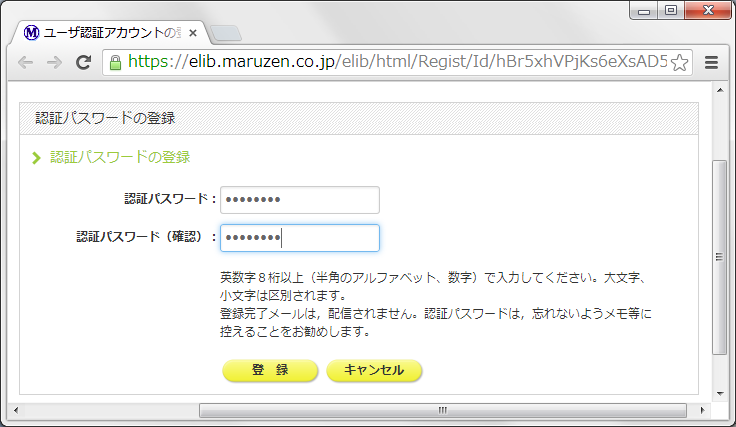 ユーザ認証アカウントの
https://elib.maruzen.co.jp/elib/html/Regist/Id/hBr5xhVPjKs6eXsAD5
認証パスワードの登録
認証パスワードの登録
認証パスワード：
認証パスワード（確認）：
英数字８桁以上（半角のアルファベット、数字）で入力してください。大文字、
小文字は区別されます。
登録完了メールは，配信されません。認証パスワードは，忘れないようメモ等に
控えることをお勧めします。
登　録
キャンセル